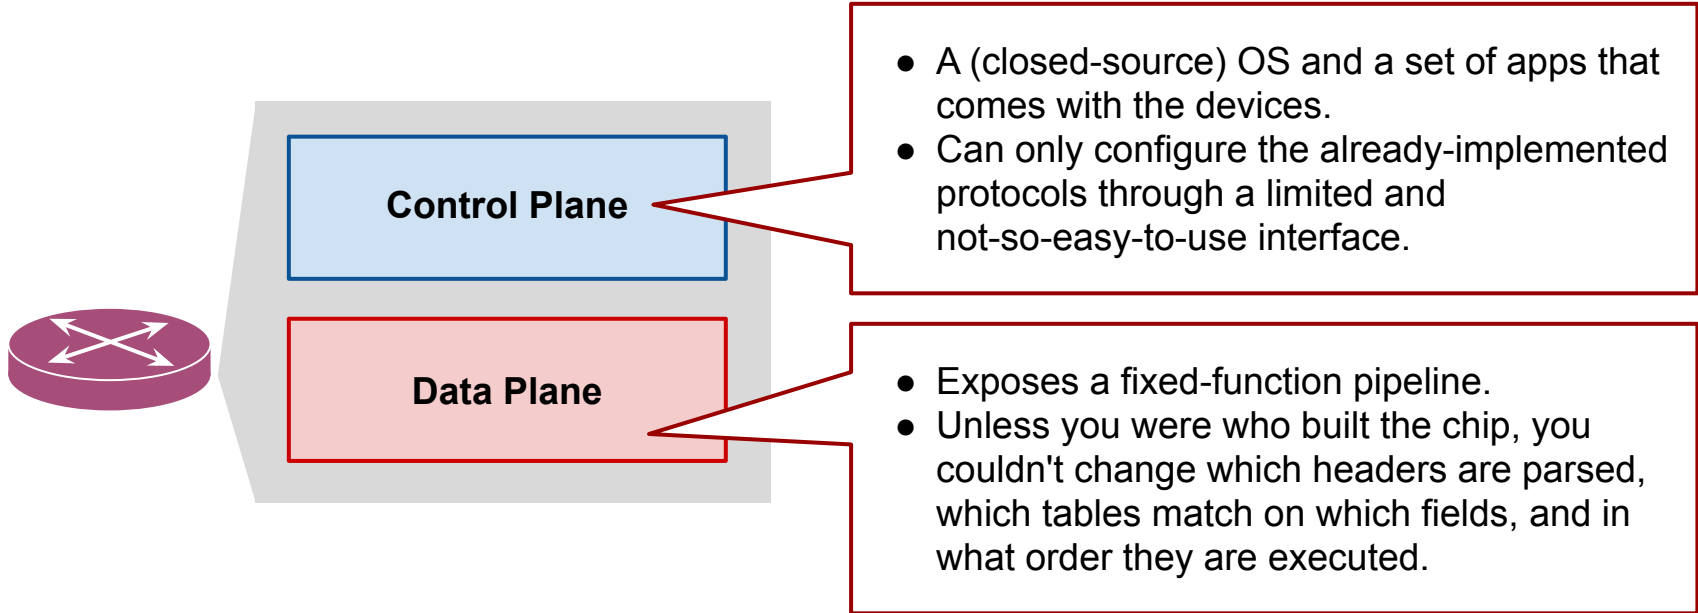 Control Plane
● A (closed-source) OS and a set of apps that
comes with the devices.
● Can only configure the already-implemented
protocols through a limited and
not-so-easy-to-use interface.
Data Plane
● Exposes a fixed-function pipeline.
● Unless you were who built the chip, you
couldn't change which headers are parsed,
which tables match on which fields, and in
what order they are executed.